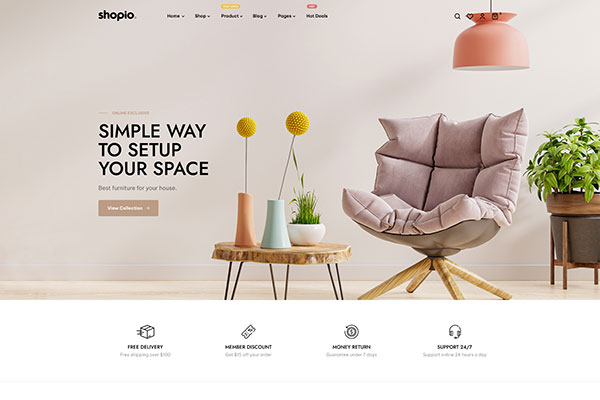 shopio.
Home Shop Product Blog Pages Hot Deals
ONLINE EXCLUSIVE
SIMPLE WAY
TO SETUP
YOUR SPACE
Best furniture for your house.
View Collection
FREE DELIVERY
Free shipping over $100
MEMBER DISCOUNT
Get $15 off your order
MONEY RETURN
Guarantee under 7 days
SUPPORT 24/7
Support online 24 hours a day